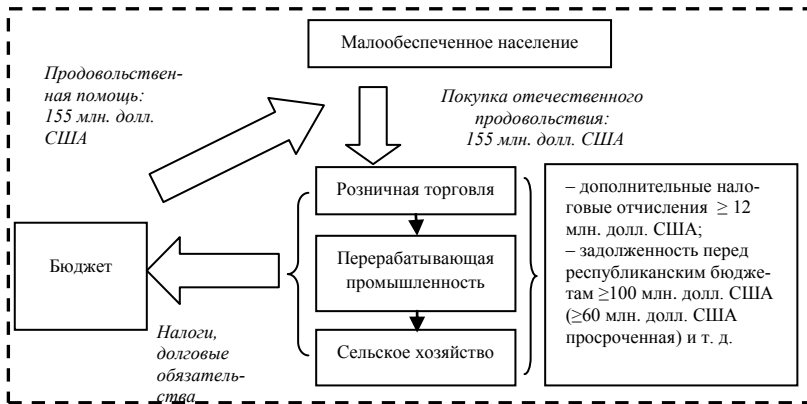 Малообеспеченное население
Продовольствен-
ная помощь:
155 млн. долл.
США
Покупка отечественного
продовольствия:
155 млн. долл. США
Розничная торговля
Перерабатывающая
промышленность
Сельское хозяйство
– дополнительные нало-
говые отчисления ≥ 12
млн. долл. США;
– задолженность перед
республиканским бюдже-
там ≥100 млн. долл. США
(≥60 млн. долл. США
просроченная) и т. д.
Бюджет
Налоги,
долговые
обязатель-
ства